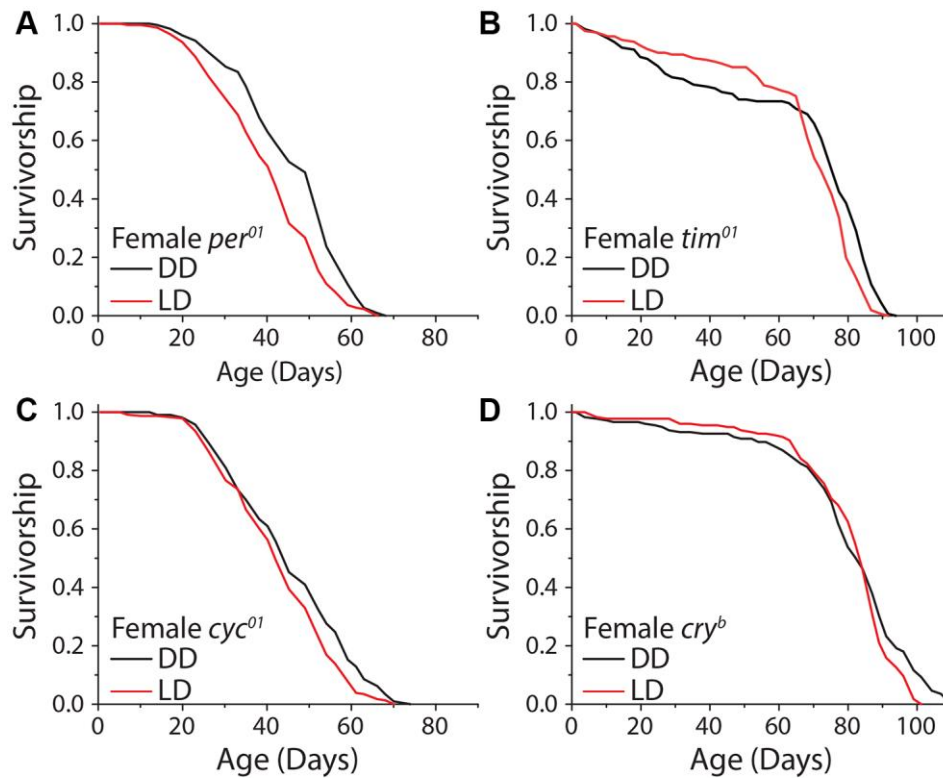 A
Survivorship
1.0
0.8
0.6
0.4
0.2
0.0
Female per⁰¹
DD
LD
0 20 40 60 80
Age (Days)
B
Survivorship
1.0
0.8
0.6
0.4
0.2
0.0
Female tim⁰¹
DD
LD
0 20 40 60 80 100
Age (Days)
C
Survivorship
1.0
0.8
0.6
0.4
0.2
0.0
Female cyc⁰¹
DD
LD
0 20 40 60 80
Age (Days)
D
Survivorship
1.0
0.8
0.6
0.4
0.2
0.0
Female cryᵇ
DD
LD
0 20 40 60 80 100
Age (Days)